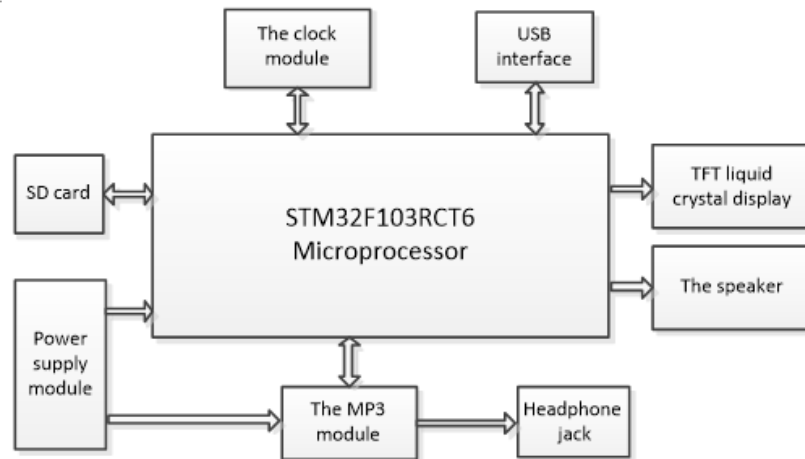 The clock
module
USB
interface
SD card
STM32F103RCT6
Microprocessor
TFT liquid
crystal display
The speaker
Power
supply
module
The MP3
module
Headphone
jack